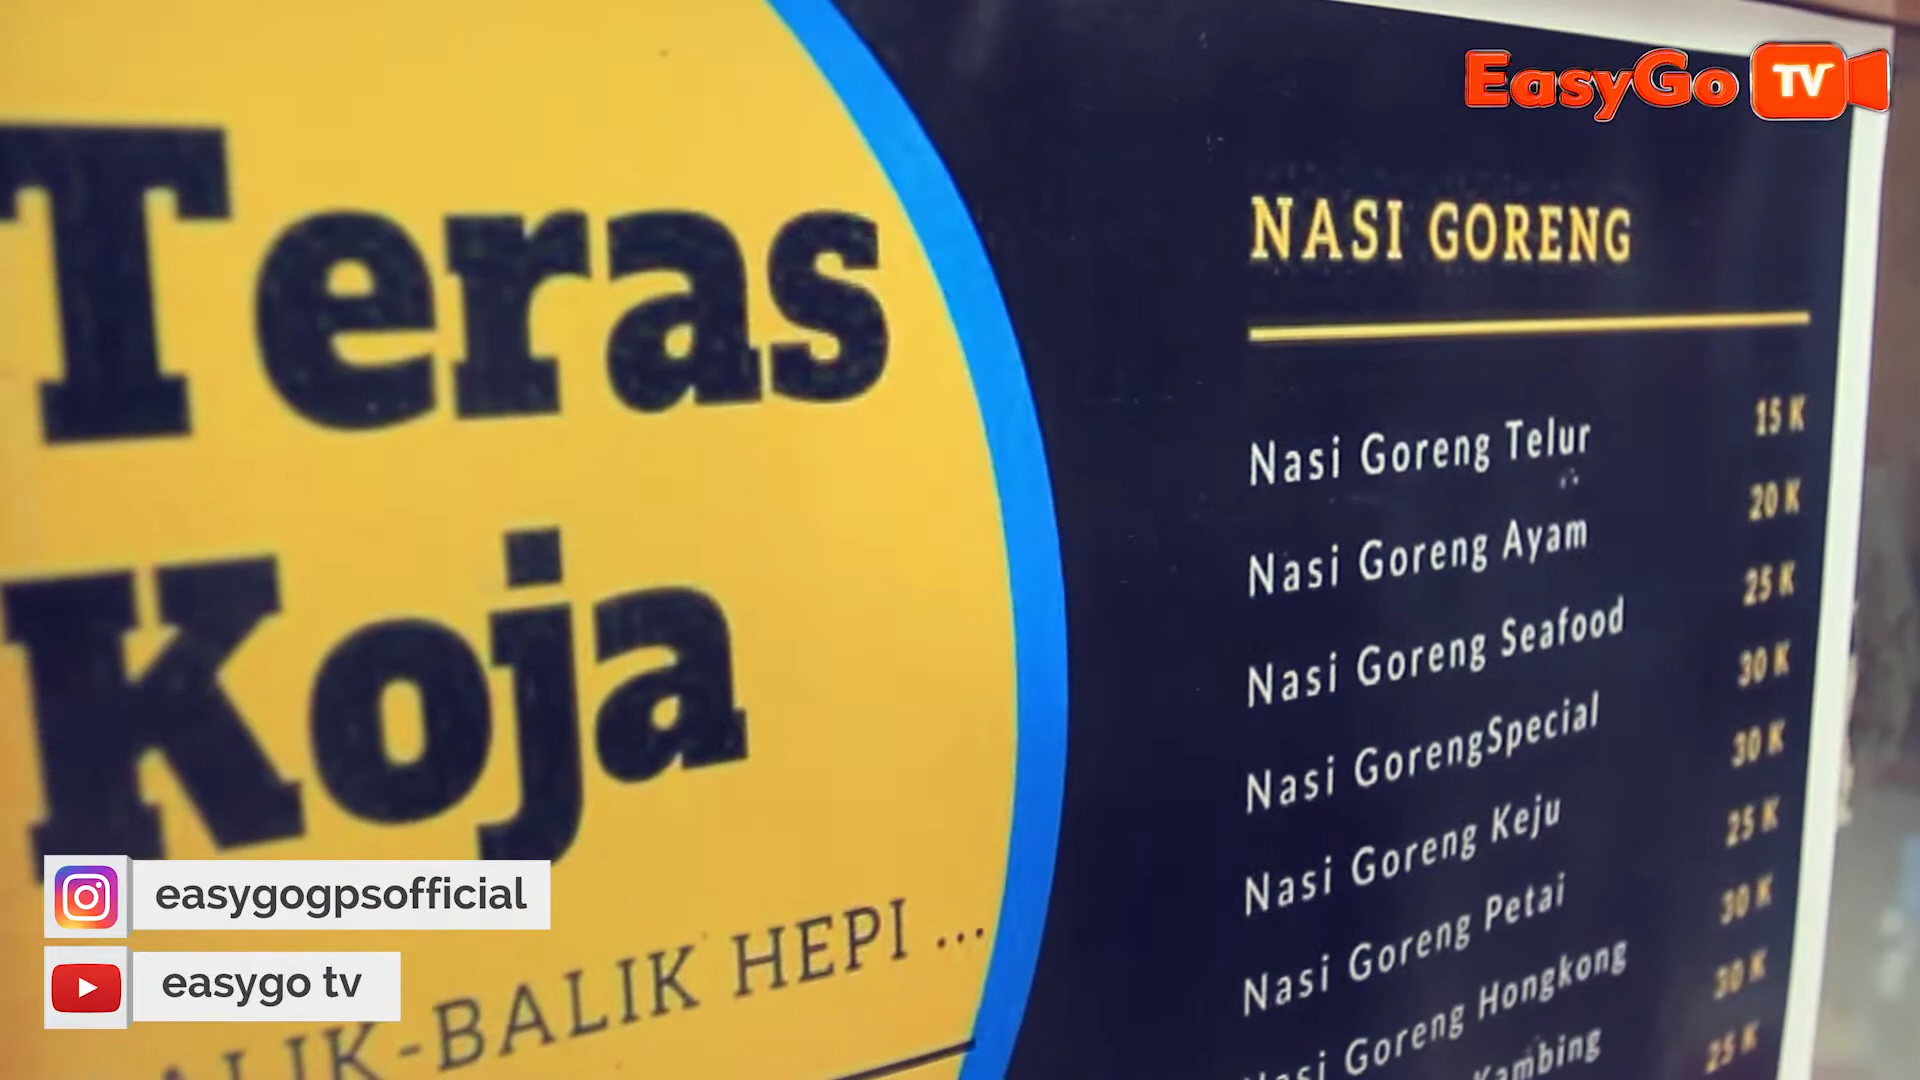 EasyGo TV
Teras
Koja
ALIK-BALIK HEPI ...
NASI GORENG
Nasi Goreng Telur 15 K
Nasi Goreng Ayam 20 K
Nasi Goreng Seafood 25 K
Nasi GorengSpecial 30 K
Nasi Goreng Keju 30 K
Nasi Goreng Petai 25 K
Nasi Goreng Hongkong 30 K
Kambing 30 K
25 K
easygogpsofficial
easygo tv